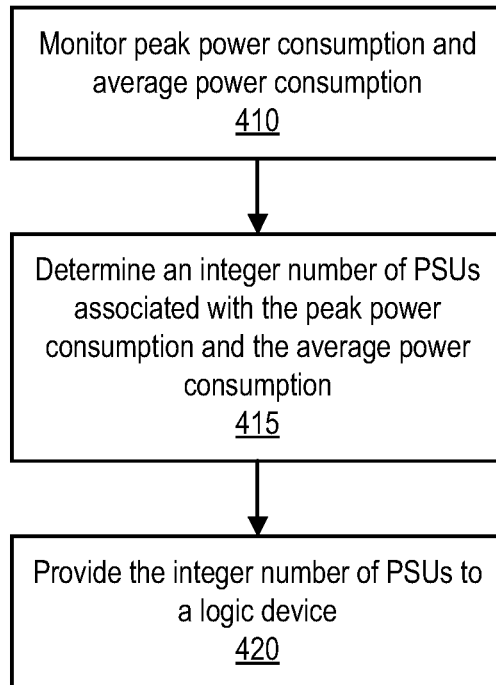 Monitor peak power consumption and
average power consumption
410
Determine an integer number of PSUs
associated with the peak power
consumption and the average power
consumption
415
Provide the integer number of PSUs to
a logic device
420